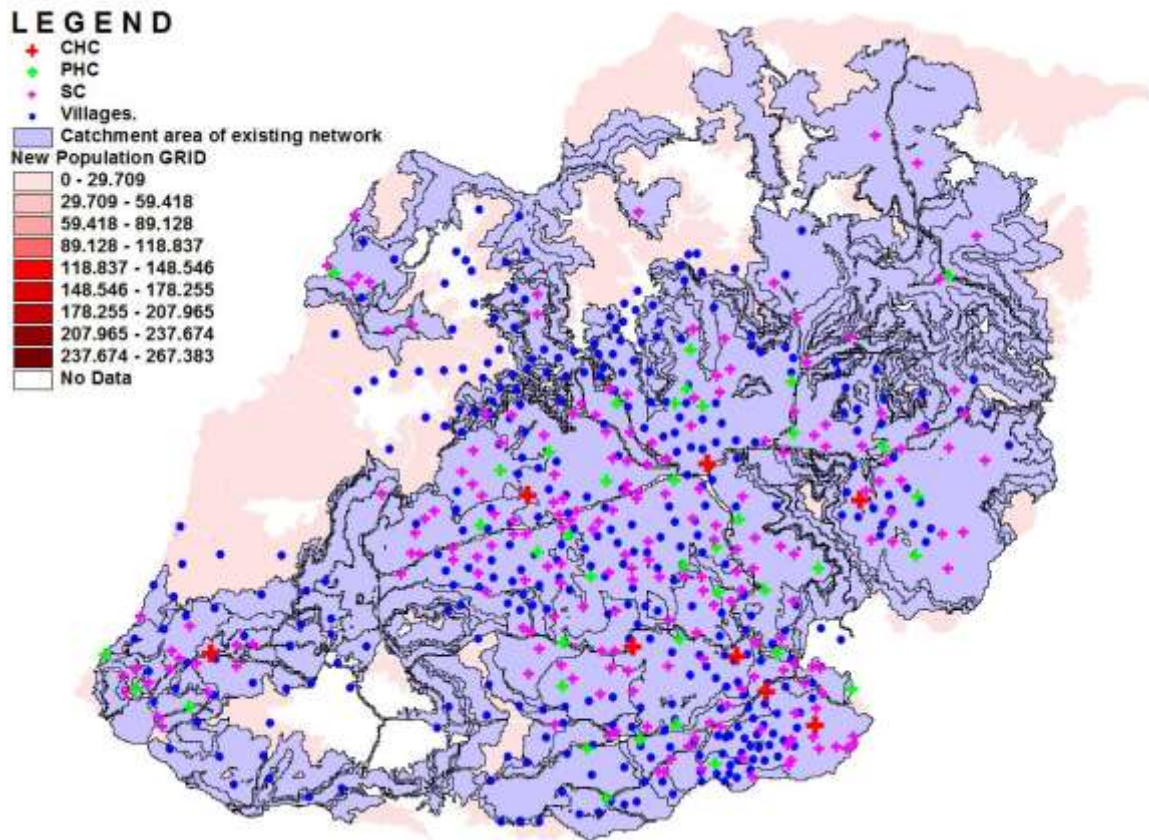 LEGEND
CHC
PHC
SC
Villages.
Catchment area of existing network
New Population GRID
0 - 29.709
29.709 - 59.418
59.418 - 89.128
89.128 - 118.837
118.837 - 148.546
148.546 - 178.255
178.255 - 207.965
207.965 - 237.674
237.674 - 267.383
No Data